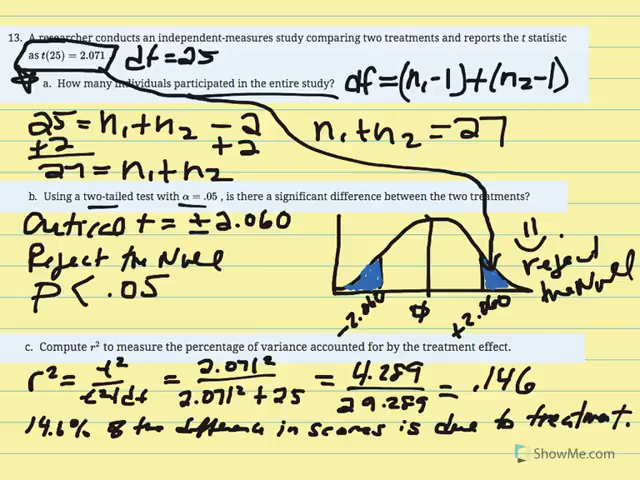 13. A researcher conducts an independent-measures study comparing two treatments and reports the t statistic
as t(25) = 2.071 df = 25
a. How many individuals participated in the entire study? df = (n₁-1)+(n₂-1)
25 = n₁+n₂ - 2 n₁+n₂ = 27
+2 +2
27 = n₁+n₂
b. Using a two-tailed test with α = .05 , is there a significant difference between the two treatments?
t = ± 2.060
Reject the Null
P < .05
reject
the Null
-2.060 +2.060
c. Compute r² to measure the percentage of variance accounted for by the treatment effect.
r² = t² / t²+df = 2.071² / 2.071² + 25 = 4.289 / 29.289 = .146
14.6% of the difference in scores is due to treatment.
ShowMe.com